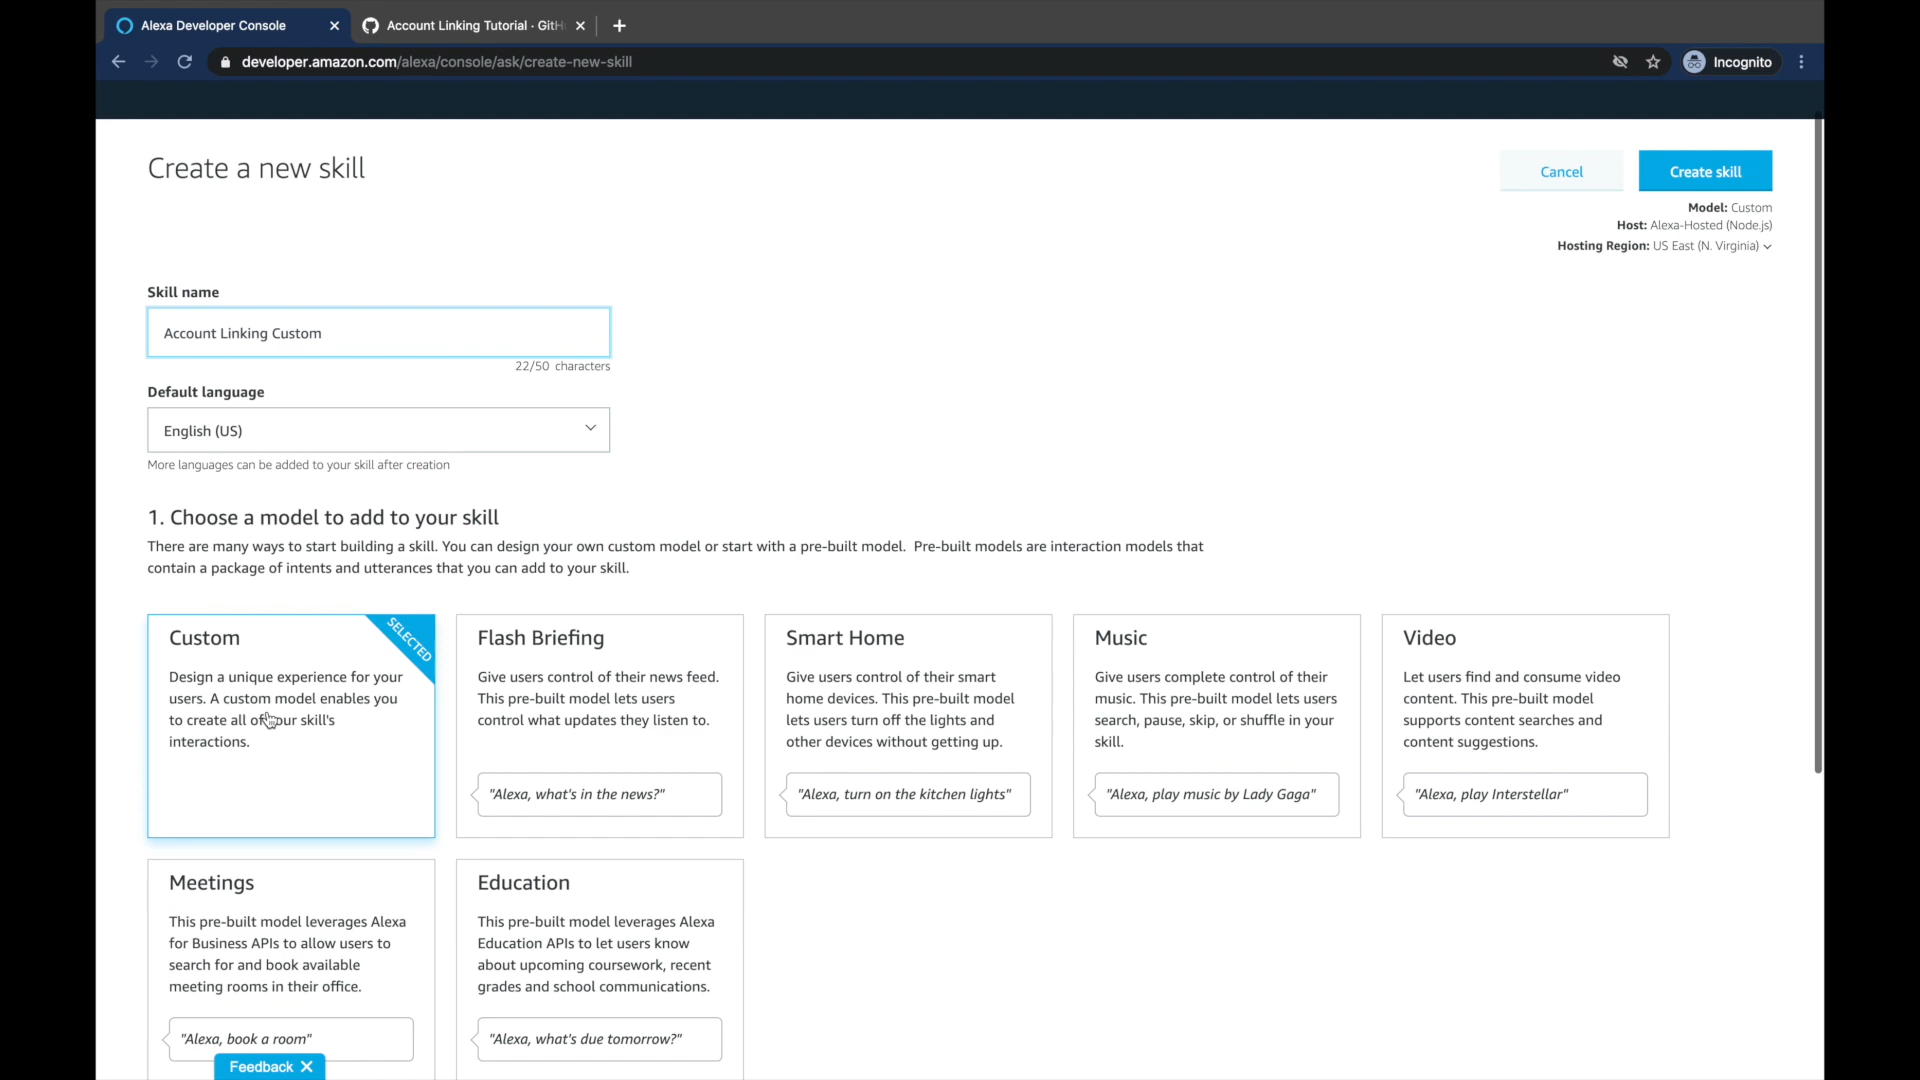 Alexa Developer Console
Account Linking Tutorial · GitH
developer.amazon.com/alexa/console/ask/create-new-skill
Incognito
Create a new skill
Cancel
Create skill
Model: Custom
Host: Alexa-Hosted (Node.js)
Hosting Region: US East (N. Virginia)
Skill name
Account Linking Custom
22/50 characters
Default language
English (US)
More languages can be added to your skill after creation
1. Choose a model to add to your skill
There are many ways to start building a skill. You can design your own custom model or start with a pre-built model. Pre-built models are interaction models that
contain a package of intents and utterances that you can add to your skill.
Custom
SELECTED
Design a unique experience for your
users. A custom model enables you
to create all of your skill's
interactions.
Flash Briefing
Give users control of their news feed.
This pre-built model lets users
control what updates they listen to.
"Alexa, what's in the news?"
Smart Home
Give users control of their smart
home devices. This pre-built model
lets users turn off the lights and
other devices without getting up.
"Alexa, turn on the kitchen lights"
Music
Give users complete control of their
music. This pre-built model lets users
search, pause, skip, or shuffle in your
skill.
"Alexa, play music by Lady Gaga"
Video
Let users find and consume video
content. This pre-built model
supports content searches and
content suggestions.
"Alexa, play Interstellar"
Meetings
This pre-built model leverages Alexa
for Business APIs to allow users to
search for and book available
meeting rooms in their office.
"Alexa, book a room"
Education
This pre-built model leverages Alexa
Education APIs to let users know
about upcoming coursework, recent
grades and school communications.
"Alexa, what's due tomorrow?"
Feedback